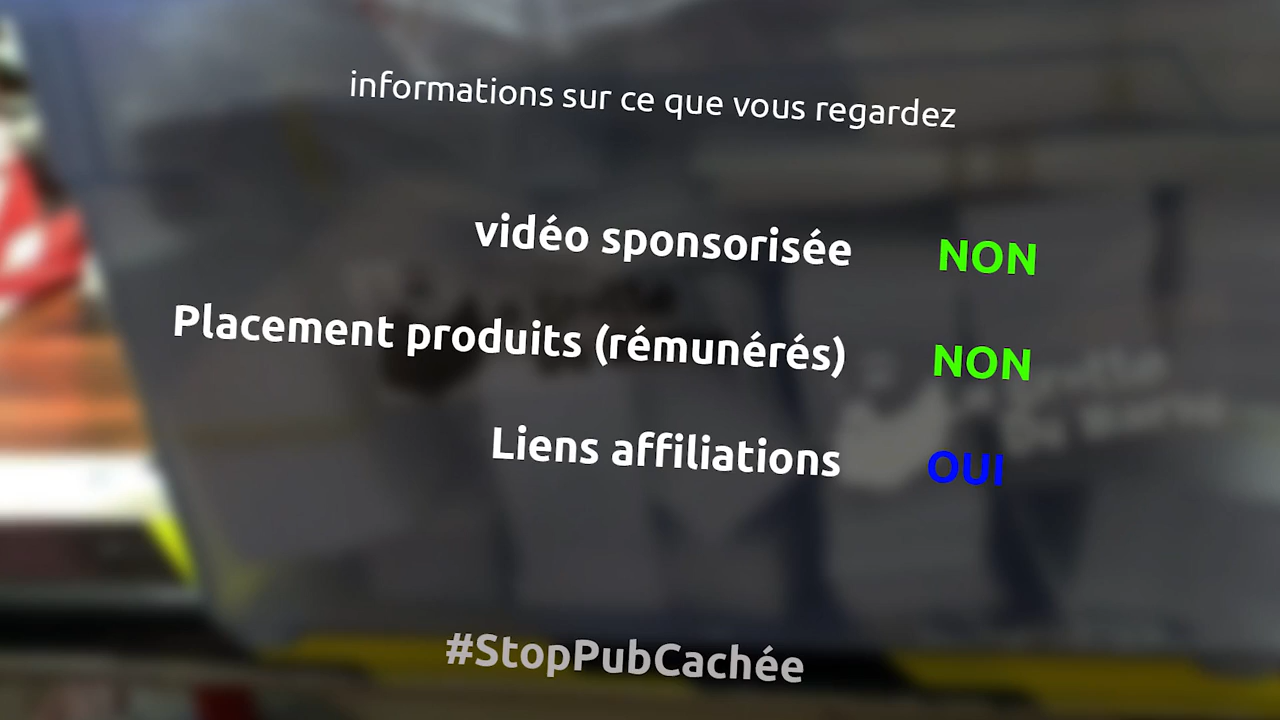 informations sur ce que vous regardez
vidéo sponsorisée NON
Placement produits (rémunérés) NON
Liens affiliations OUI
#StopPubCachée